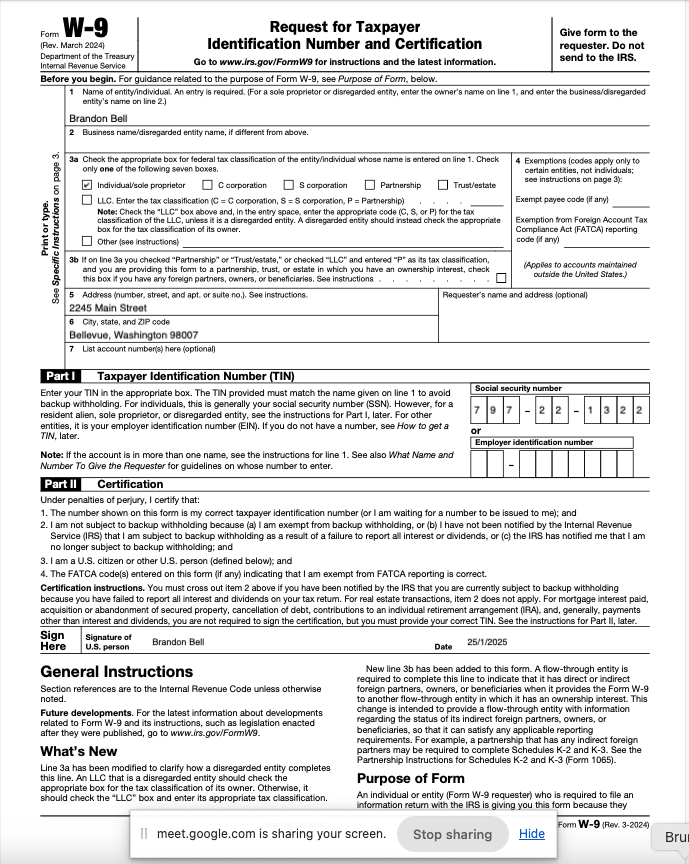 Form W-9
(Rev. March 2024)
Department of the Treasury
Internal Revenue Service
Request for Taxpayer
Identification Number and Certification
Go to www.irs.gov/FormW9 for instructions and the latest information.
Give form to the
requester. Do not
send to the IRS.
Before you begin. For guidance related to the purpose of Form W-9, see Purpose of Form, below.
Print or type.
See Specific Instructions on page 3.
1 Name of entity/individual. An entry is required. (For a sole proprietor or disregarded entity, enter the owner's name on line 1, and enter the business/disregarded
entity's name on line 2.)
Brandon Bell
2 Business name/disregarded entity name, if different from above.
3a Check the appropriate box for federal tax classification of the entity/individual whose name is entered on line 1. Check
only one of the following seven boxes.
Individual/sole proprietor C corporation S corporation Partnership Trust/estate
LLC. Enter the tax classification (C = C corporation, S = S corporation, P = Partnership) . . . .
Note: Check the "LLC" box above and, in the entry space, enter the appropriate code (C, S, or P) for the tax
classification of the LLC, unless it is a disregarded entity. A disregarded entity should instead check the appropriate
box for the tax classification of its owner.
Other (see instructions)
3b If on line 3a you checked "Partnership" or "Trust/estate," or checked "LLC" and entered "P" as its tax classification,
and you are providing this form to a partnership, trust, or estate in which you have an ownership interest, check
this box if you have any foreign partners, owners, or beneficiaries. See instructions . . . . . . . . .
4 Exemptions (codes apply only to
certain entities, not individuals;
see instructions on page 3):
Exempt payee code (if any)
Exemption from Foreign Account Tax
Compliance Act (FATCA) reporting
code (if any)
(Applies to accounts maintained
outside the United States.)
5 Address (number, street, and apt. or suite no.). See instructions.
2245 Main Street
6 City, state, and ZIP code
Bellevue, Washington 98007
Requester's name and address (optional)
7 List account number(s) here (optional)
Part I Taxpayer Identification Number (TIN)
Enter your TIN in the appropriate box. The TIN provided must match the name given on line 1 to avoid
backup withholding. For individuals, this is generally your social security number (SSN). However, for a
resident alien, sole proprietor, or disregarded entity, see the instructions for Part I, later. For other
entities, it is your employer identification number (EIN). If you do not have a number, see How to get a
TIN, later.
Note: If the account is in more than one name, see the instructions for line 1. See also What Name and
Number To Give the Requester for guidelines on whose number to enter.
Social security number
7 9 7 – 2 2 – 1 3 2 2
or
Employer identification number
–
Part II Certification
Under penalties of perjury, I certify that:
1. The number shown on this form is my correct taxpayer identification number (or I am waiting for a number to be issued to me); and
2. I am not subject to backup withholding because (a) I am exempt from backup withholding, or (b) I have not been notified by the Internal Revenue
Service (IRS) that I am subject to backup withholding as a result of a failure to report all interest or dividends, or (c) the IRS has notified me that I am
no longer subject to backup withholding; and
3. I am a U.S. citizen or other U.S. person (defined below); and
4. The FATCA code(s) entered on this form (if any) indicating that I am exempt from FATCA reporting is correct.
Certification instructions. You must cross out item 2 above if you have been notified by the IRS that you are currently subject to backup withholding
because you have failed to report all interest and dividends on your tax return. For real estate transactions, item 2 does not apply. For mortgage interest paid,
acquisition or abandonment of secured property, cancellation of debt, contributions to an individual retirement arrangement (IRA), and, generally, payments
other than interest and dividends, you are not required to sign the certification, but you must provide your correct TIN. See the instructions for Part II, later.
Sign
Here
Signature of
U.S. person
Brandon Bell
Date
25/1/2025
General Instructions
Section references are to the Internal Revenue Code unless otherwise
noted.
Future developments. For the latest information about developments
related to Form W-9 and its instructions, such as legislation enacted
after they were published, go to www.irs.gov/FormW9.
What's New
Line 3a has been modified to clarify how a disregarded entity completes
this line. An LLC that is a disregarded entity should check the
appropriate box for the tax classification of its owner. Otherwise, it
should check the "LLC" box and enter its appropriate tax classification.
New line 3b has been added to this form. A flow-through entity is
required to complete this line to indicate that it has direct or indirect
foreign partners, owners, or beneficiaries when it provides the Form W-9
to another flow-through entity in which it has an ownership interest. This
change is intended to provide a flow-through entity with information
regarding the status of its indirect foreign partners, owners, or
beneficiaries, so that it can satisfy any applicable reporting
requirements. For example, a partnership that has any indirect foreign
partners may be required to complete Schedules K-2 and K-3. See the
Partnership Instructions for Schedules K-2 and K-3 (Form 1065).
Purpose of Form
An individual or entity (Form W-9 requester) who is required to file an
information return with the IRS is giving you this form because they
Form W-9 (Rev. 3-2024)
meet.google.com is sharing your screen.
Stop sharing
Hide